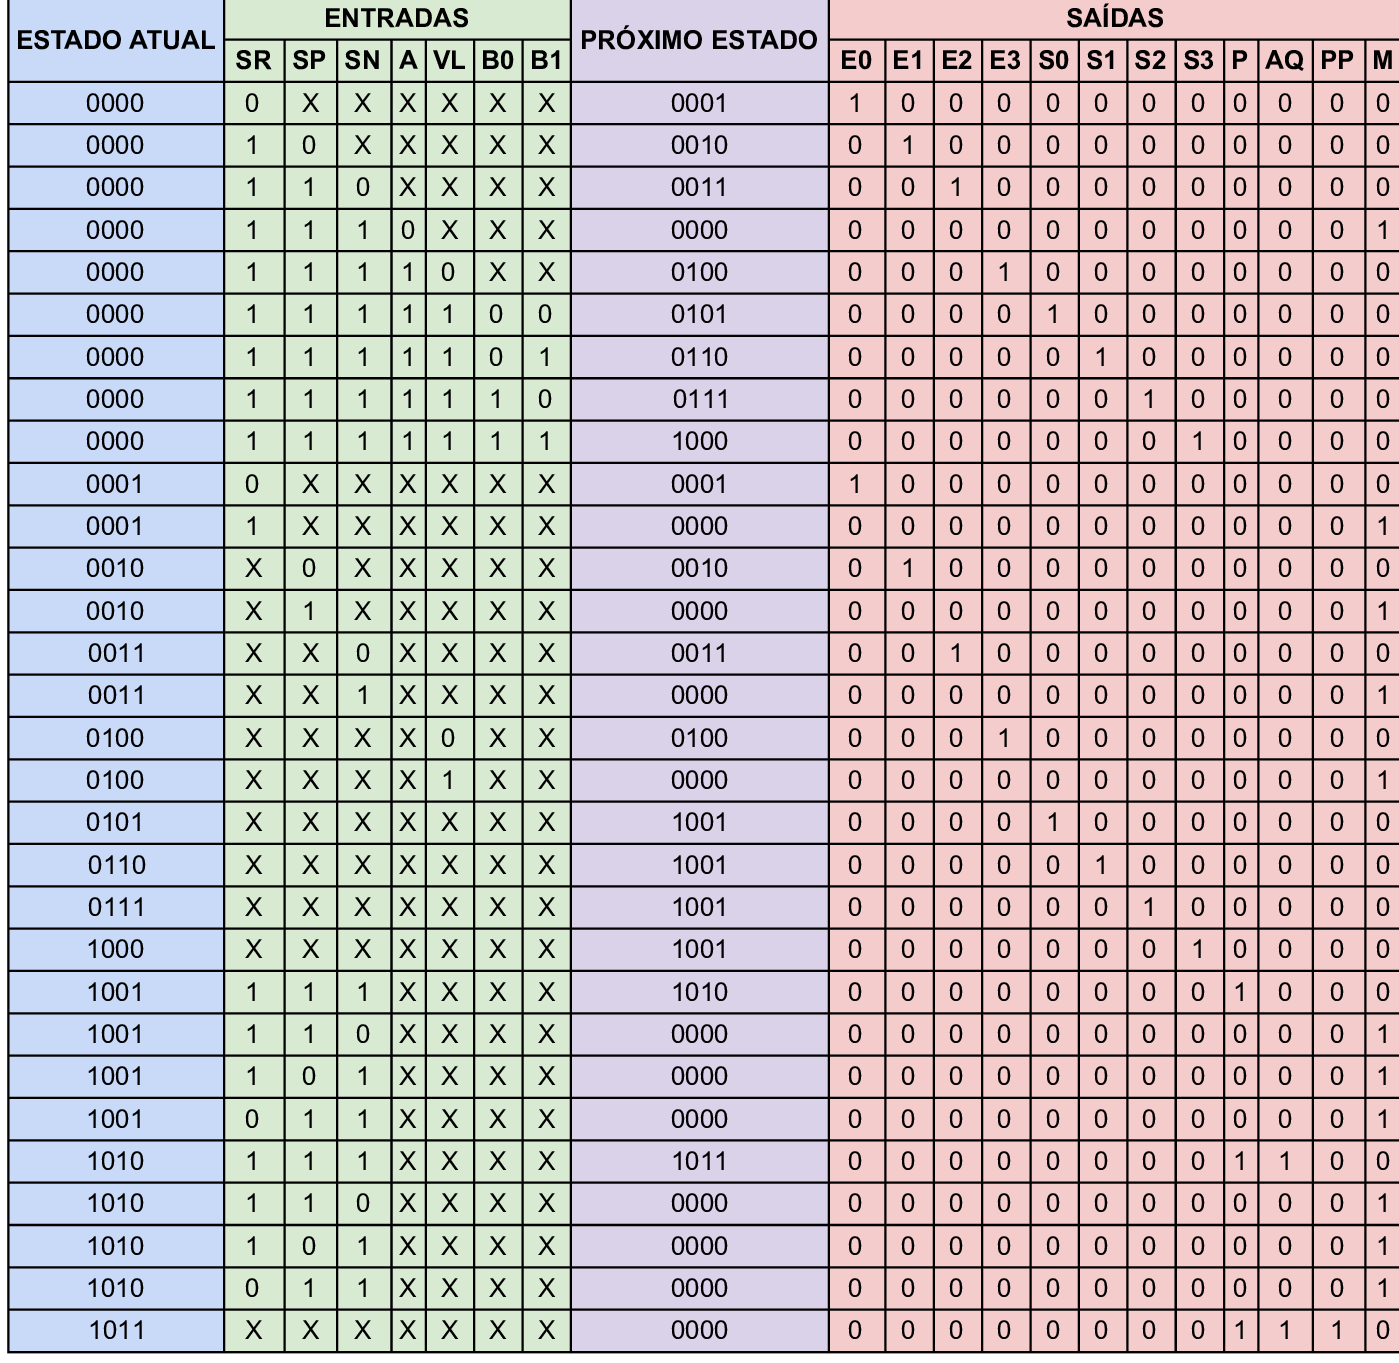 ESTADO ATUAL ENTRADAS PRÓXIMO ESTADO SAÍDAS
SR SP SN A VL B0 B1 E0 E1 E2 E3 S0 S1 S2 S3 P AQ PP M
0000 0 X X X X X X 0001 1 0 0 0 0 0 0 0 0 0 0 0
0000 1 0 X X X X X 0010 0 1 0 0 0 0 0 0 0 0 0 0
0000 1 1 0 X X X X 0011 0 0 1 0 0 0 0 0 0 0 0 0
0000 1 1 1 0 X X X 0000 0 0 0 0 0 0 0 0 0 0 0 1
0000 1 1 1 1 0 X X 0100 0 0 0 1 0 0 0 0 0 0 0 0
0000 1 1 1 1 1 0 0 0101 0 0 0 0 1 0 0 0 0 0 0 0
0000 1 1 1 1 1 0 1 0110 0 0 0 0 0 1 0 0 0 0 0 0
0000 1 1 1 1 1 1 0 0111 0 0 0 0 0 0 1 0 0 0 0 0
0000 1 1 1 1 1 1 1 1000 0 0 0 0 0 0 0 1 0 0 0 0
0001 0 X X X X X X 0001 1 0 0 0 0 0 0 0 0 0 0 0
0001 1 X X X X X X 0000 0 0 0 0 0 0 0 0 0 0 0 1
0010 X 0 X X X X X 0010 0 1 0 0 0 0 0 0 0 0 0 0
0010 X 1 X X X X X 0000 0 0 0 0 0 0 0 0 0 0 0 1
0011 X X 0 X X X X 0011 0 0 1 0 0 0 0 0 0 0 0 0
0011 X X 1 X X X X 0000 0 0 0 0 0 0 0 0 0 0 0 1
0100 X X X X 0 X X 0100 0 0 0 1 0 0 0 0 0 0 0 0
0100 X X X X 1 X X 0000 0 0 0 0 0 0 0 0 0 0 0 1
0101 X X X X X X X 1001 0 0 0 0 1 0 0 0 0 0 0 0
0110 X X X X X X X 1001 0 0 0 0 0 1 0 0 0 0 0 0
0111 X X X X X X X 1001 0 0 0 0 0 0 1 0 0 0 0 0
1000 X X X X X X X 1001 0 0 0 0 0 0 0 1 0 0 0 0
1001 1 1 1 X X X X 1010 0 0 0 0 0 0 0 0 1 0 0 0
1001 1 1 0 X X X X 0000 0 0 0 0 0 0 0 0 0 0 0 1
1001 1 0 1 X X X X 0000 0 0 0 0 0 0 0 0 0 0 0 1
1001 0 1 1 X X X X 0000 0 0 0 0 0 0 0 0 0 0 0 1
1010 1 1 1 X X X X 1011 0 0 0 0 0 0 0 0 1 1 0 0
1010 1 1 0 X X X X 0000 0 0 0 0 0 0 0 0 0 0 0 1
1010 1 0 1 X X X X 0000 0 0 0 0 0 0 0 0 0 0 0 1
1010 0 1 1 X X X X 0000 0 0 0 0 0 0 0 0 0 0 0 1
1011 X X X X X X X 0000 0 0 0 0 0 0 0 0 1 1 1 0